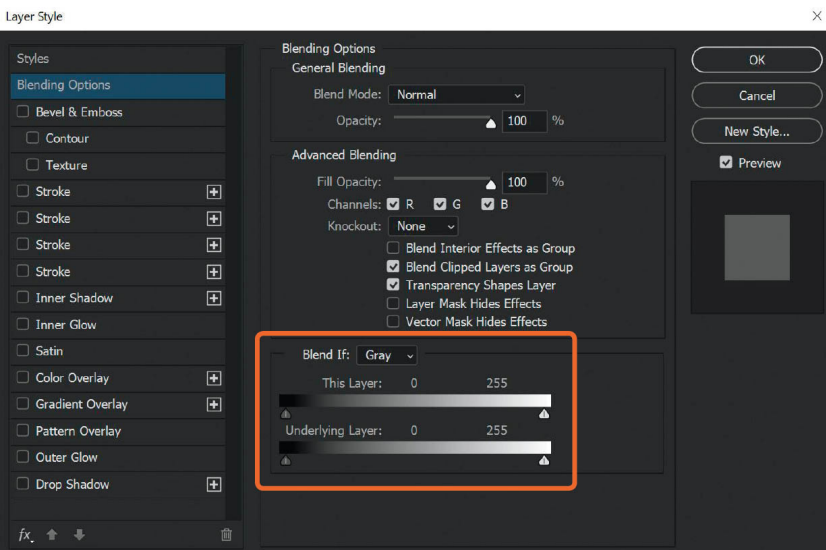 Layer Style
Styles
Blending Options
Bevel & Emboss
Contour
Texture
Stroke
Stroke
Stroke
Stroke
Inner Shadow
Inner Glow
Satin
Color Overlay
Gradient Overlay
Pattern Overlay
Outer Glow
Drop Shadow
fx
Blending Options
General Blending
Blend Mode: Normal
Opacity: 100 %
Advanced Blending
Fill Opacity: 100 %
Channels: R G B
Knockout: None
Blend Interior Effects as Group
Blend Clipped Layers as Group
Transparency Shapes Layer
Layer Mask Hides Effects
Vector Mask Hides Effects
Blend If: Gray
This Layer: 0 255
Underlying Layer: 0 255
OK
Cancel
New Style...
Preview